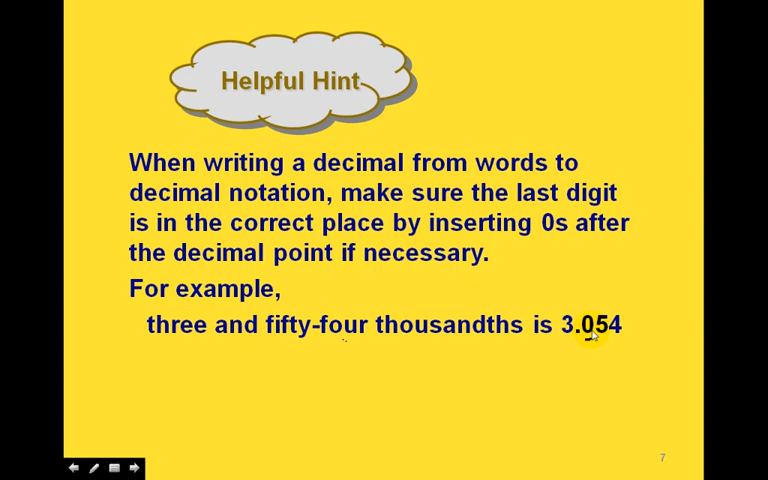 Helpful Hint
When writing a decimal from words to
decimal notation, make sure the last digit
is in the correct place by inserting 0s after
the decimal point if necessary.
For example,
three and fifty-four thousandths is 3.054
7